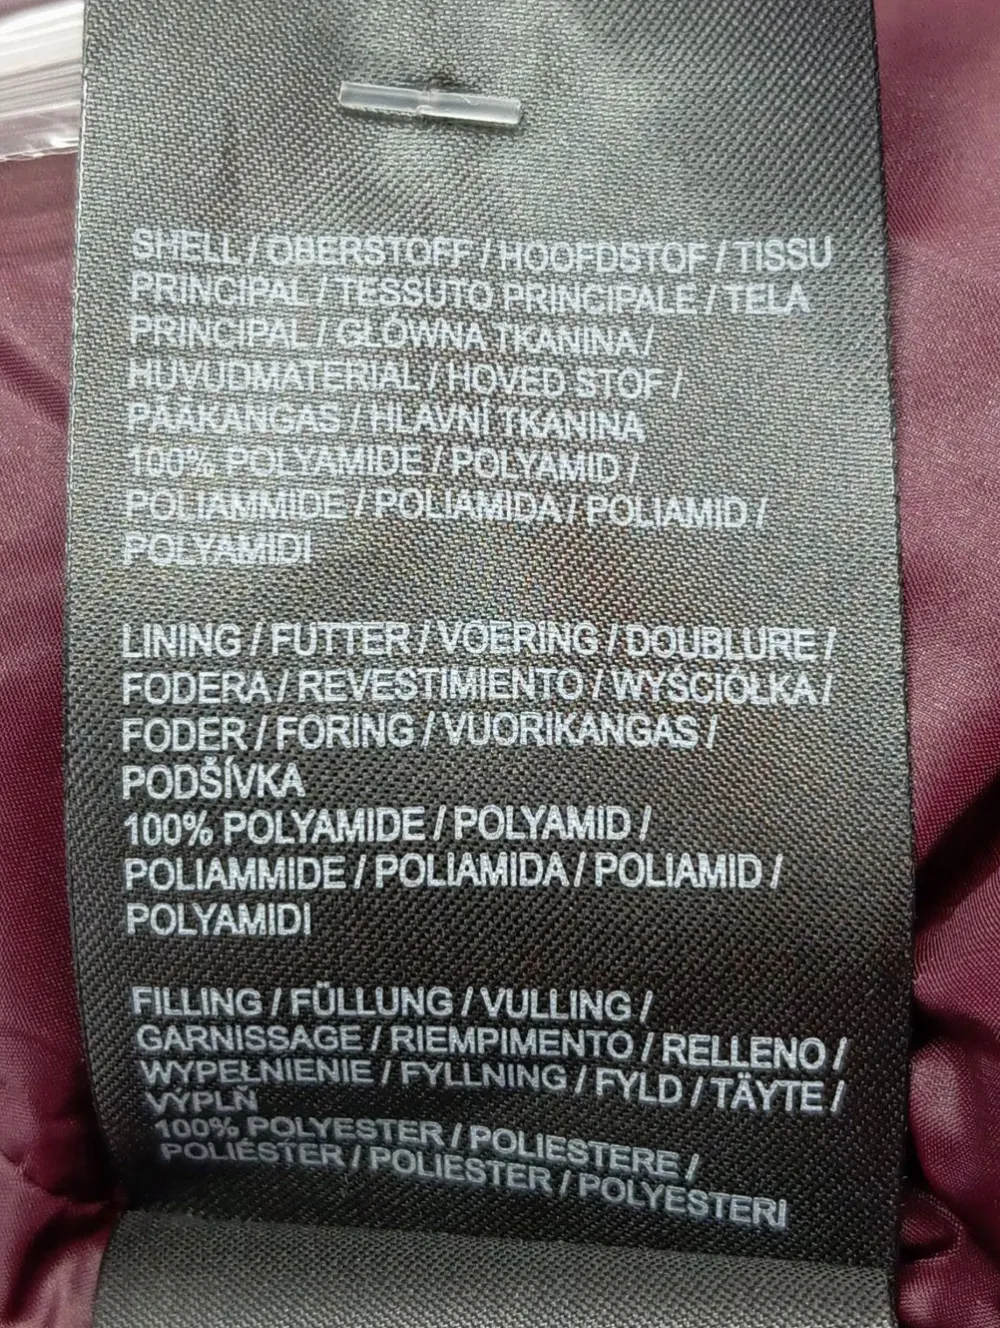 SHELL / OBERSTOFF / HOOFDSTOF / TISSU
PRINCIPAL / TESSUTO PRINCIPALE / TELA
PRINCIPAL / GLÓWNA TKANINA /
HUVUDMATERIAL / HOVED STOF /
PÄÄKANGAS / HLAVNÍ TKANINA
100% POLYAMIDE / POLYAMID /
POLIAMMIDE / POLIAMIDA / POLIAMID /
POLYAMIDI
LINING / FUTTER / VOERING / DOUBLURE /
FODERA / REVESTIMIENTO / WYŚCIÓLKA /
FODER / FORING / VUORIKANGAS /
PODŠÍVKA
100% POLYAMIDE / POLYAMID /
POLIAMMIDE / POLIAMIDA / POLIAMID /
POLYAMIDI
FILLING / FÜLLUNG / VULLING /
GARNISSAGE / RIEMPIMENTO / RELLENO /
WYPEŁNIENIE / FYLLNING / FYLD / TÄYTE /
VÝPLŇ
100% POLYESTER / POLIESTERE /
POLIÉSTER / POLIESTER / POLYESTERI